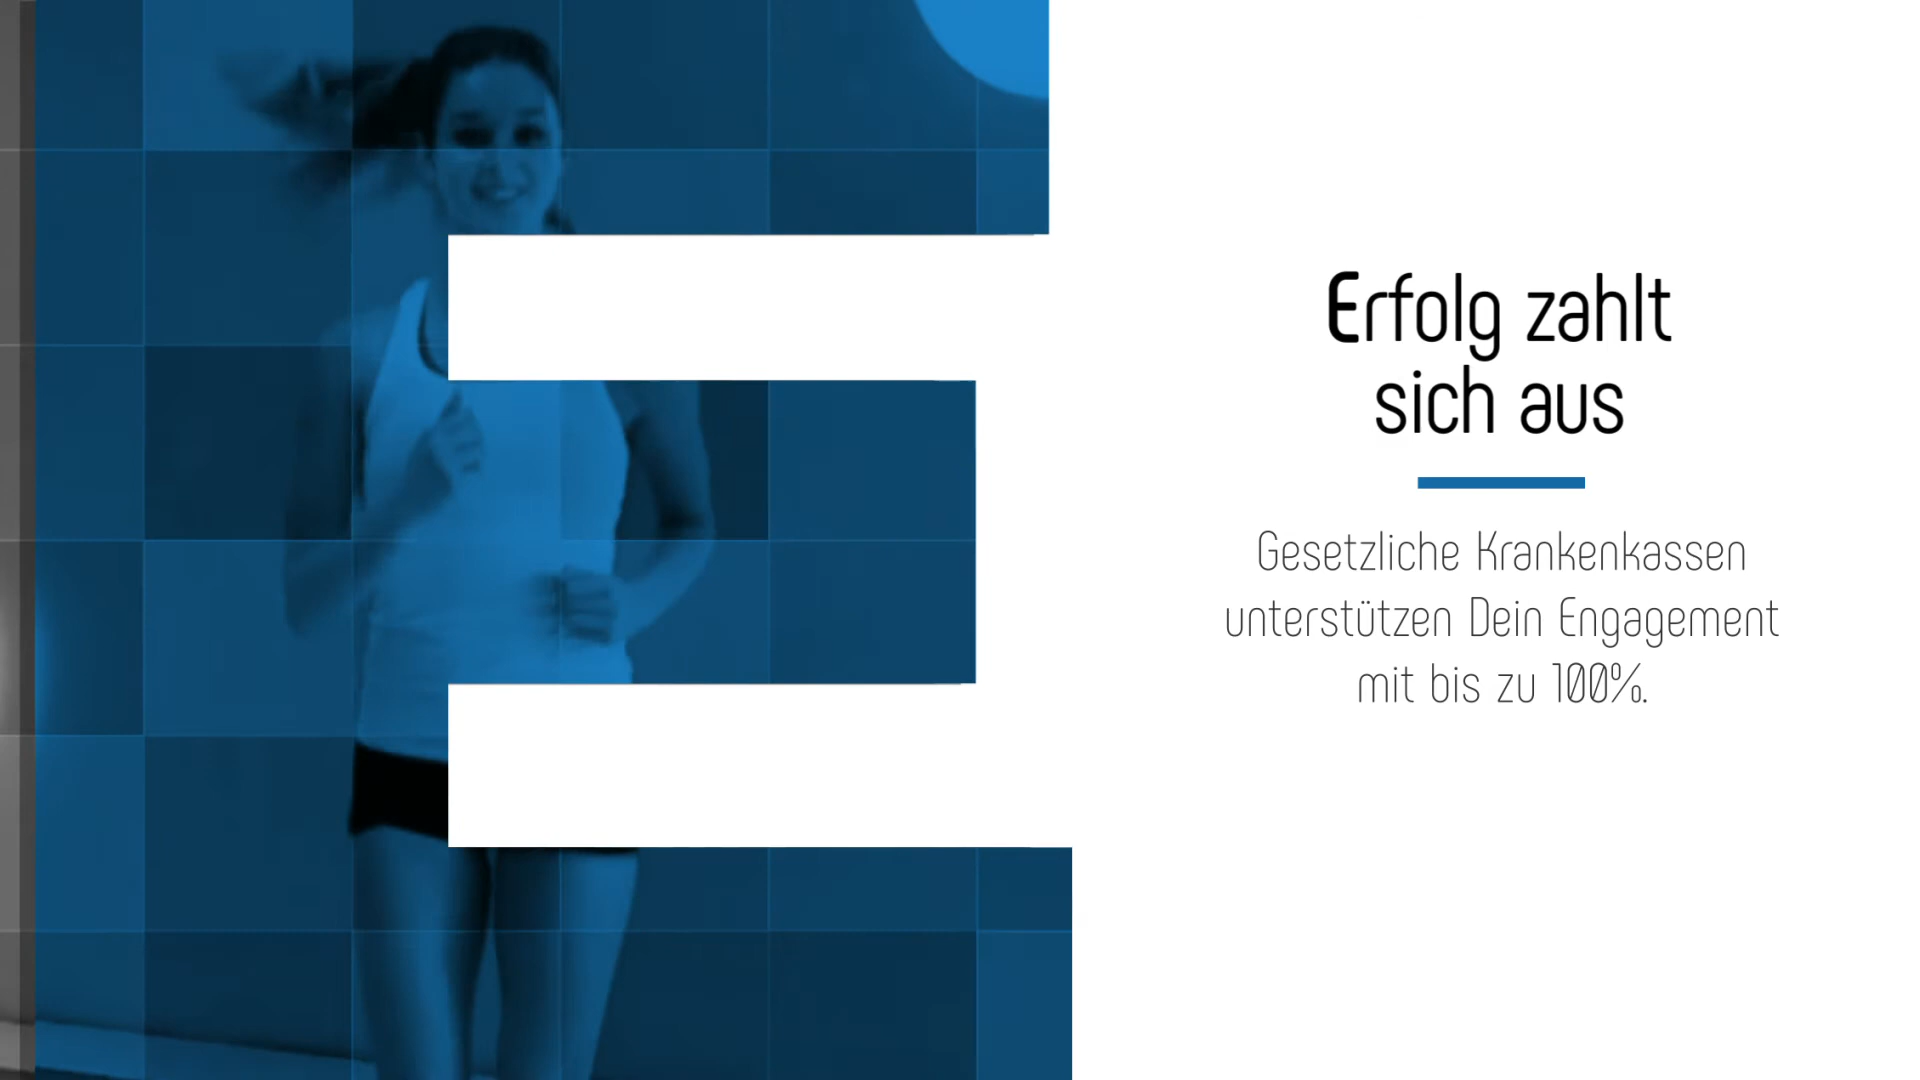 Erfolg zahlt
sich aus
Gesetzliche Krankenkassen
unterstützen Dein Engagement
mit bis zu 100%.